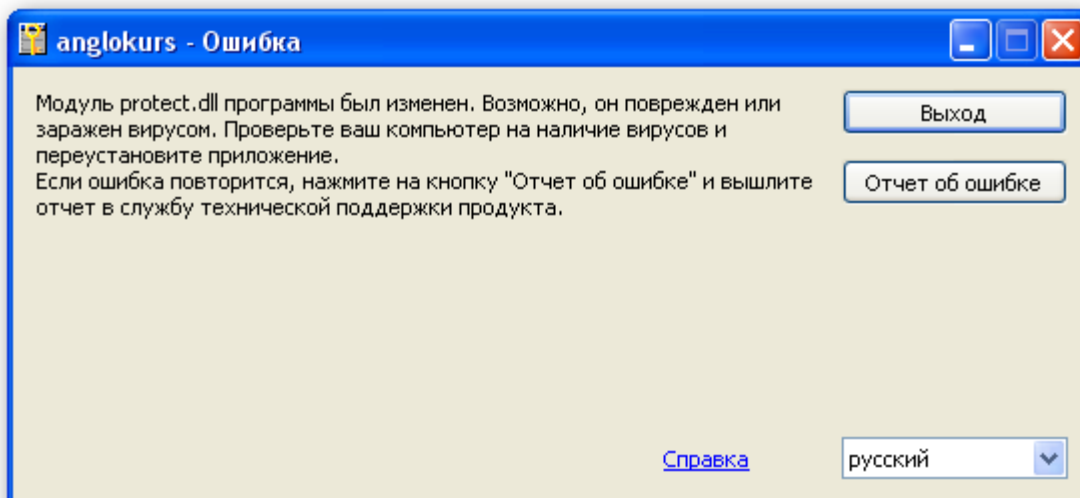 anglokurs - Ошибка
Модуль protect.dll программы был изменен. Возможно, он поврежден или
заражен вирусом. Проверьте ваш компьютер на наличие вирусов и
переустановите приложение.
Если ошибка повторится, нажмите на кнопку "Отчет об ошибке" и вышлите
отчет в службу технической поддержки продукта.
Выход
Отчет об ошибке
Справка
русский